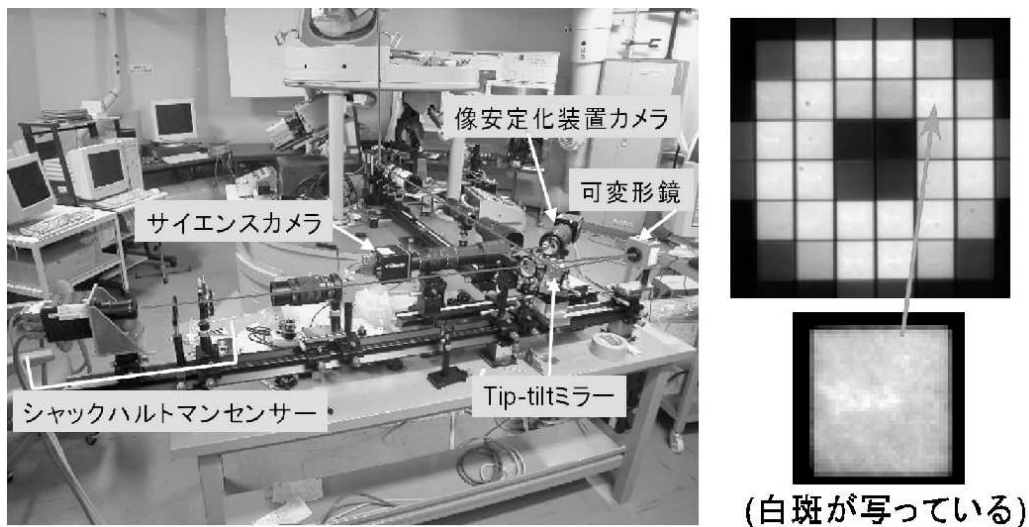 像安定化装置カメラ
可変形鏡
サイエンスカメラ
Tip-tiltミラー
シャックハルトマンセンサー
(白斑が写っている)